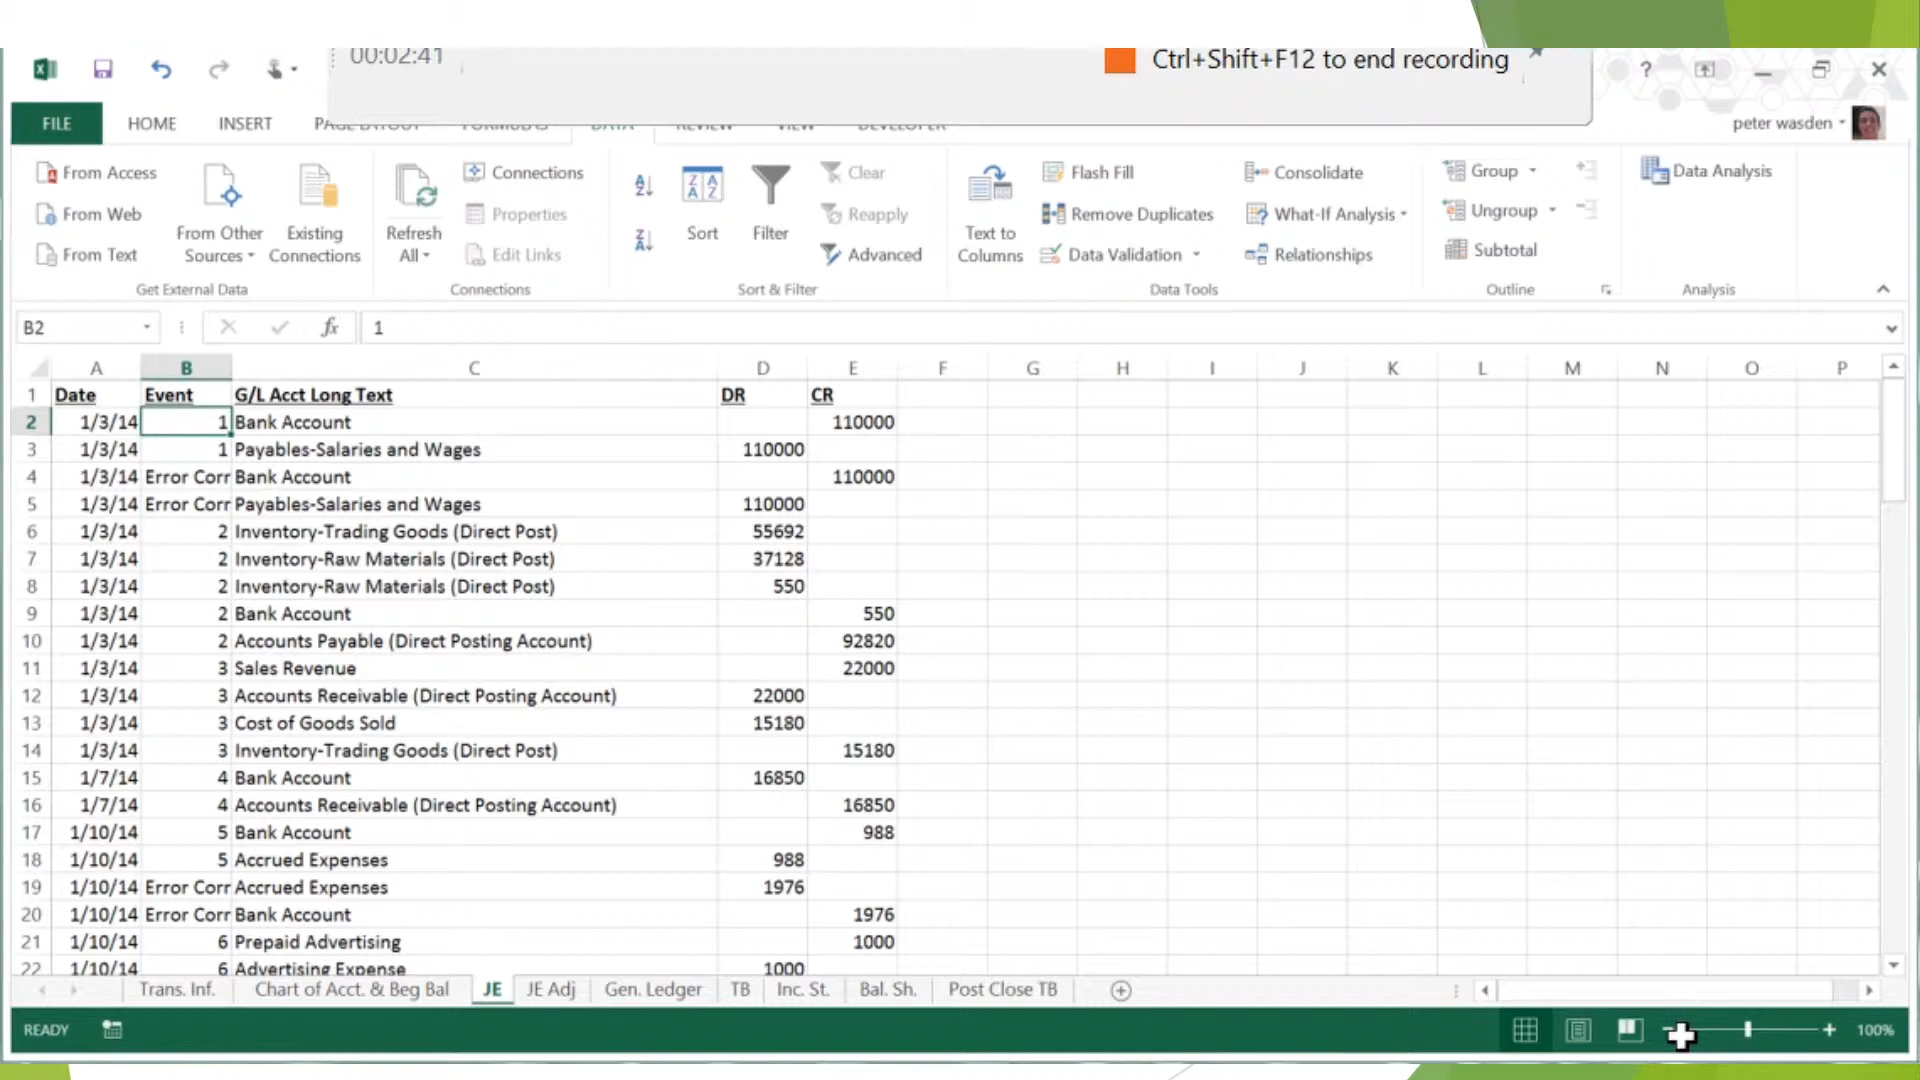 00:02:41
Ctrl+Shift+F12 to end recording
?
FILE HOME INSERT PAGE LAYOUT FORMULAS DATA REVIEW VIEW DEVELOPER
peter wasden
From Access
From Web
From Text
From Other Sources
Existing Connections
Get External Data
Refresh All
Connections
Properties
Edit Links
Connections
Sort
Filter
Clear
Reapply
Advanced
Sort & Filter
Text to Columns
Flash Fill
Remove Duplicates
Data Validation
Consolidate
What-If Analysis
Relationships
Data Tools
Group
Ungroup
Subtotal
Outline
Data Analysis
Analysis
B2 fx 1
A B C D E F G H I J K L M N O P
1 Date Event G/L Acct Long Text DR CR
2 1/3/14 1 Bank Account 110000
3 1/3/14 1 Payables-Salaries and Wages 110000
4 1/3/14 Error Corr Bank Account 110000
5 1/3/14 Error Corr Payables-Salaries and Wages 110000
6 1/3/14 2 Inventory-Trading Goods (Direct Post) 55692
7 1/3/14 2 Inventory-Raw Materials (Direct Post) 37128
8 1/3/14 2 Inventory-Raw Materials (Direct Post) 550
9 1/3/14 2 Bank Account 550
10 1/3/14 2 Accounts Payable (Direct Posting Account) 92820
11 1/3/14 3 Sales Revenue 22000
12 1/3/14 3 Accounts Receivable (Direct Posting Account) 22000
13 1/3/14 3 Cost of Goods Sold 15180
14 1/3/14 3 Inventory-Trading Goods (Direct Post) 15180
15 1/7/14 4 Bank Account 16850
16 1/7/14 4 Accounts Receivable (Direct Posting Account) 16850
17 1/10/14 5 Bank Account 988
18 1/10/14 5 Accrued Expenses 988
19 1/10/14 Error Corr Accrued Expenses 1976
20 1/10/14 Error Corr Bank Account 1976
21 1/10/14 6 Prepaid Advertising 1000
22 1/10/14 6 Advertising Expense 1000
Trans. Inf. Chart of Acct. & Beg Bal JE JE Adj Gen. Ledger TB Inc. St. Bal. Sh. Post Close TB
READY 100%